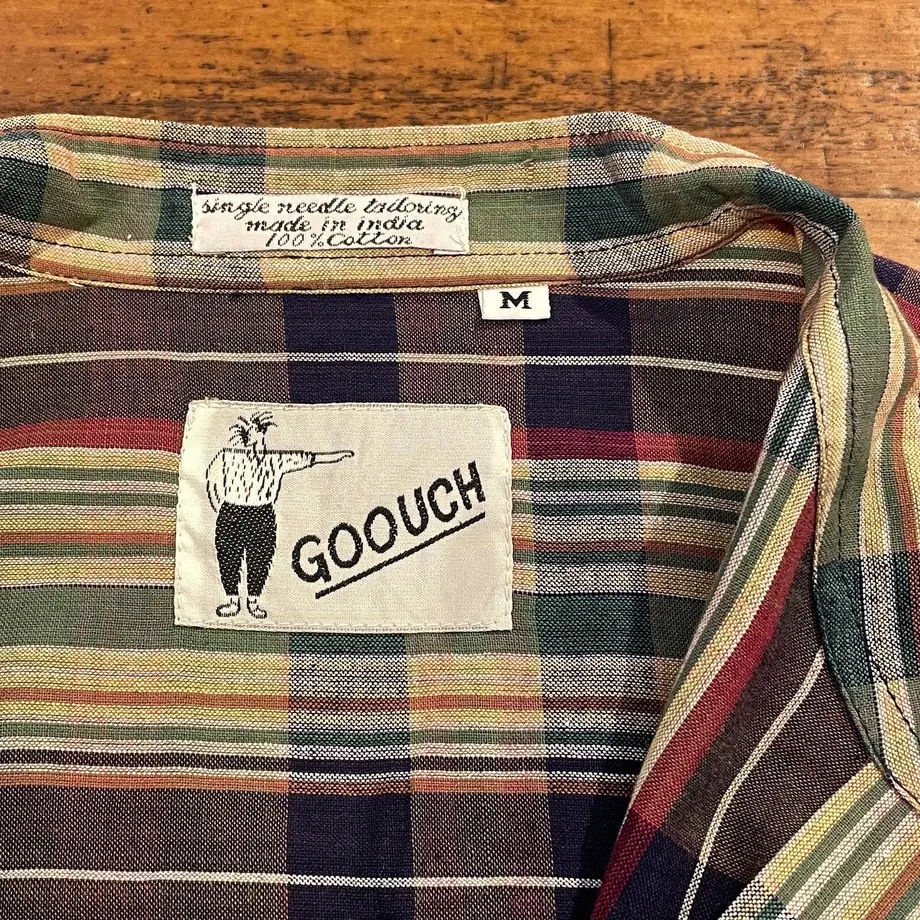 single needle tailoring
made in india
100% Cotton
M
GOOUCH